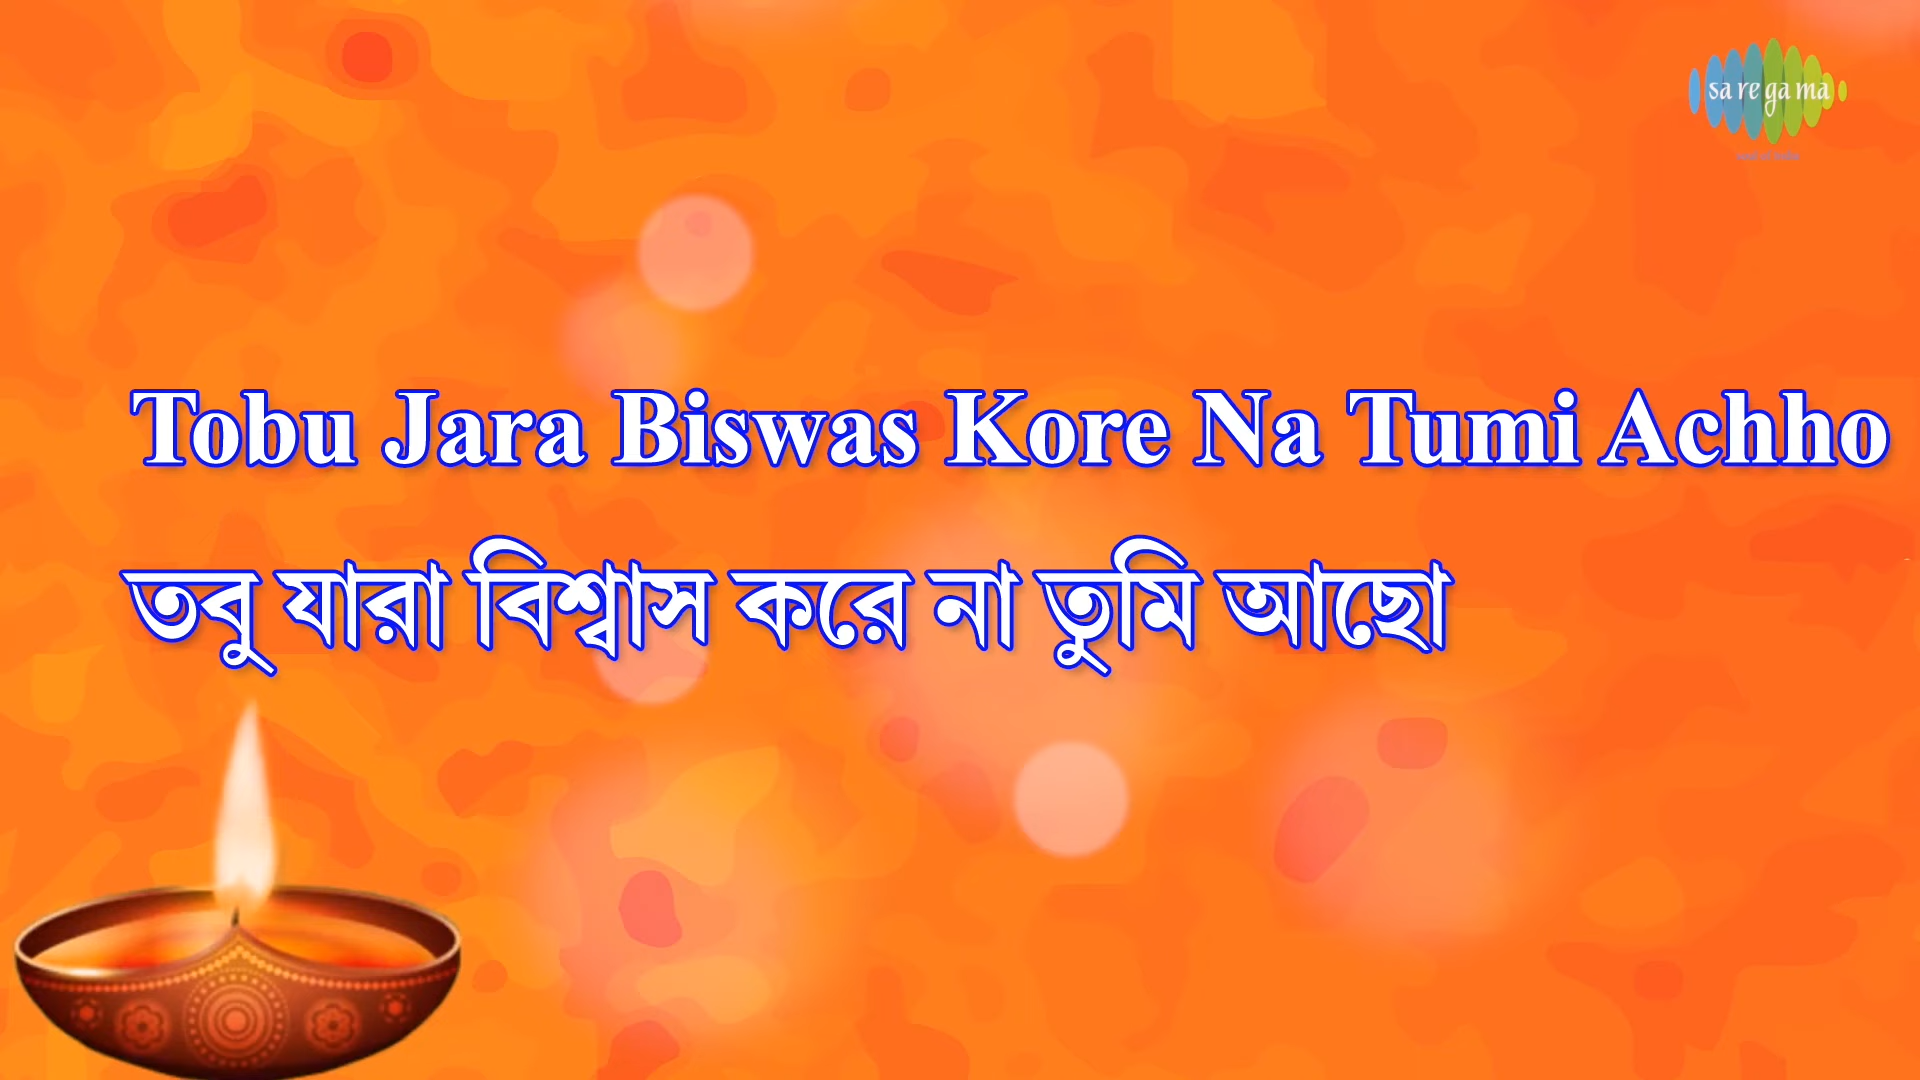 sa re ga ma
Tobu Jara Biswas Kore Na Tumi Achho
তবু যারা বিশ্বাস করে না তুমি আছো